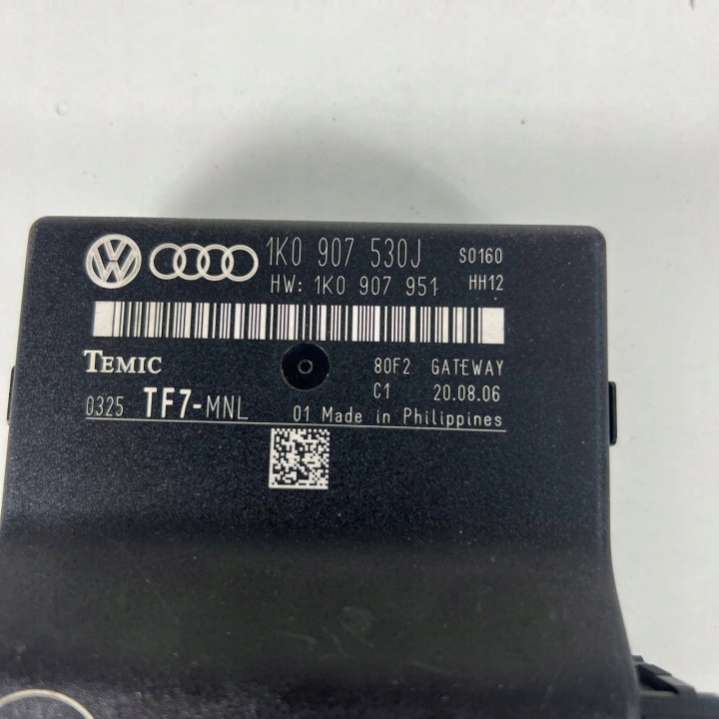 1K0 907 530J S0160
HW: 1K0 907 951 HH12
TEMIC 80F2 GATEWAY
C1 20.08.06
0325 TF7-MNL 01 Made in Philippines